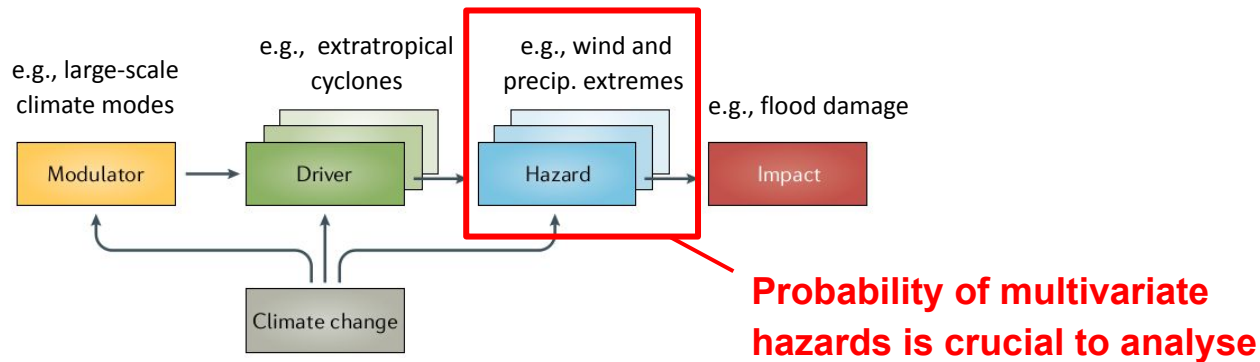 e.g., large-scale
climate modes
e.g., extratropical
cyclones
e.g., wind and
precip. extremes
e.g., flood damage
Modulator
Driver
Hazard
Impact
Climate change
Probability of multivariate
hazards is crucial to analyse